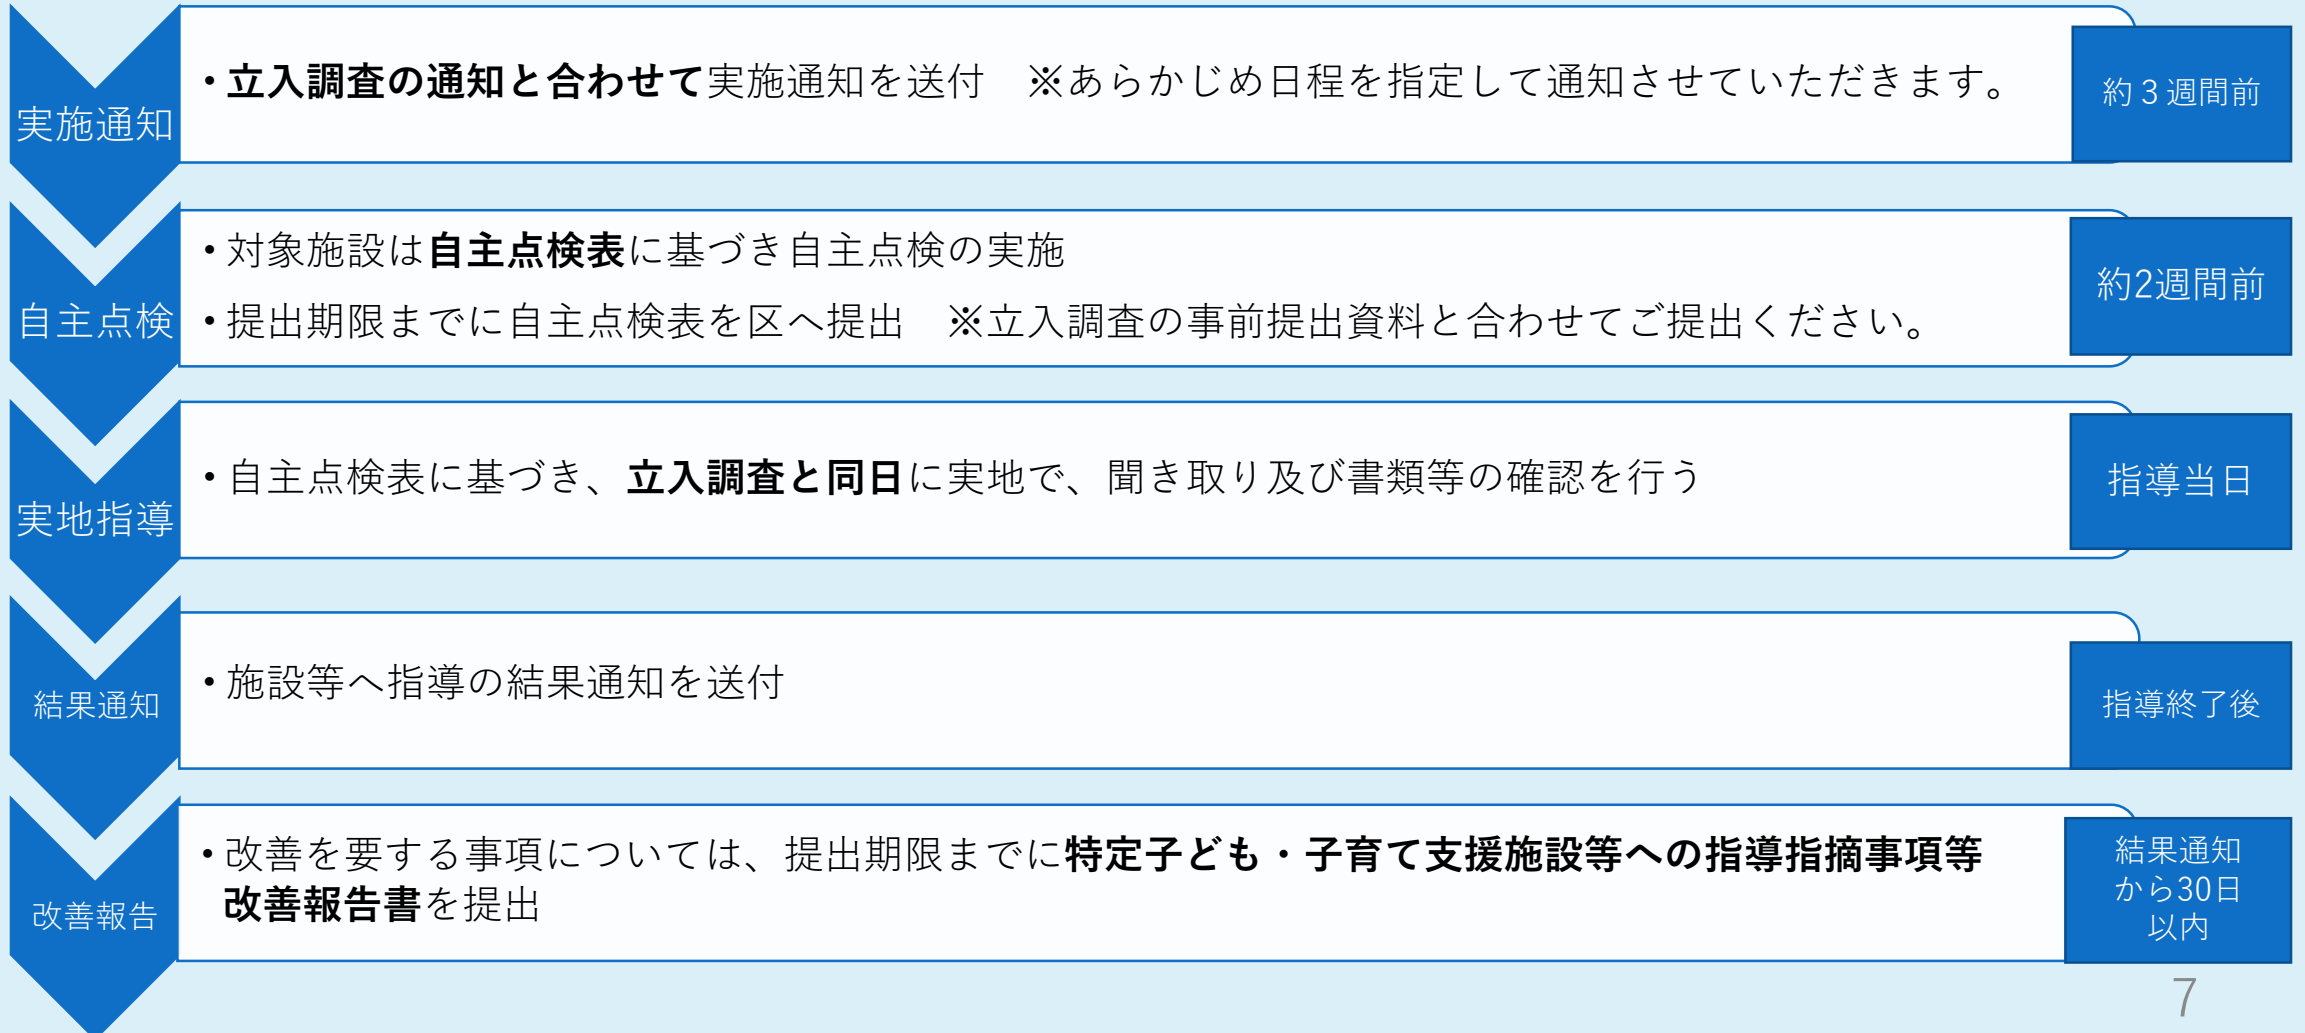 実施通知
・立入調査の通知と合わせて実施通知を送付　※あらかじめ日程を指定して通知させていただきます。
約３週間前
自主点検
・対象施設は自主点検表に基づき自主点検の実施
・提出期限までに自主点検表を区へ提出　※立入調査の事前提出資料と合わせてご提出ください。
約2週間前
実地指導
・自主点検表に基づき、立入調査と同日に実地で、聞き取り及び書類等の確認を行う
指導当日
結果通知
・施設等へ指導の結果通知を送付
指導終了後
改善報告
・改善を要する事項については、提出期限までに特定子ども・子育て支援施設等への指導指摘事項等
改善報告書を提出
結果通知
から30日
以内
7